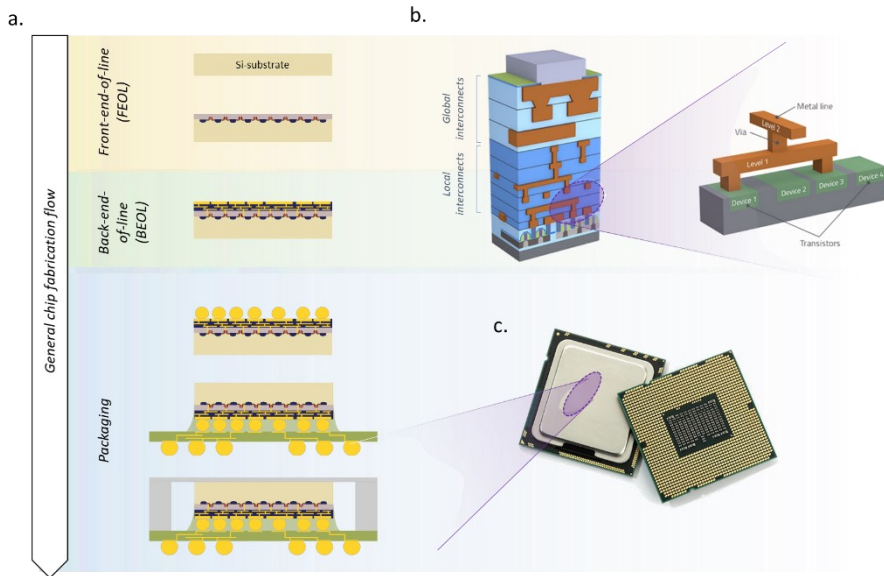 a.
General chip fabrication flow
Front-end-of-line
(FEOL)
Si-substrate
Back-end-
of-line
(BEOL)
Packaging
b.
Global
interconnects
Local
interconnects
Metal line
Level 2
Via
Level 1
Device 1
Device 2
Device 3
Device 4
Transistors
c.